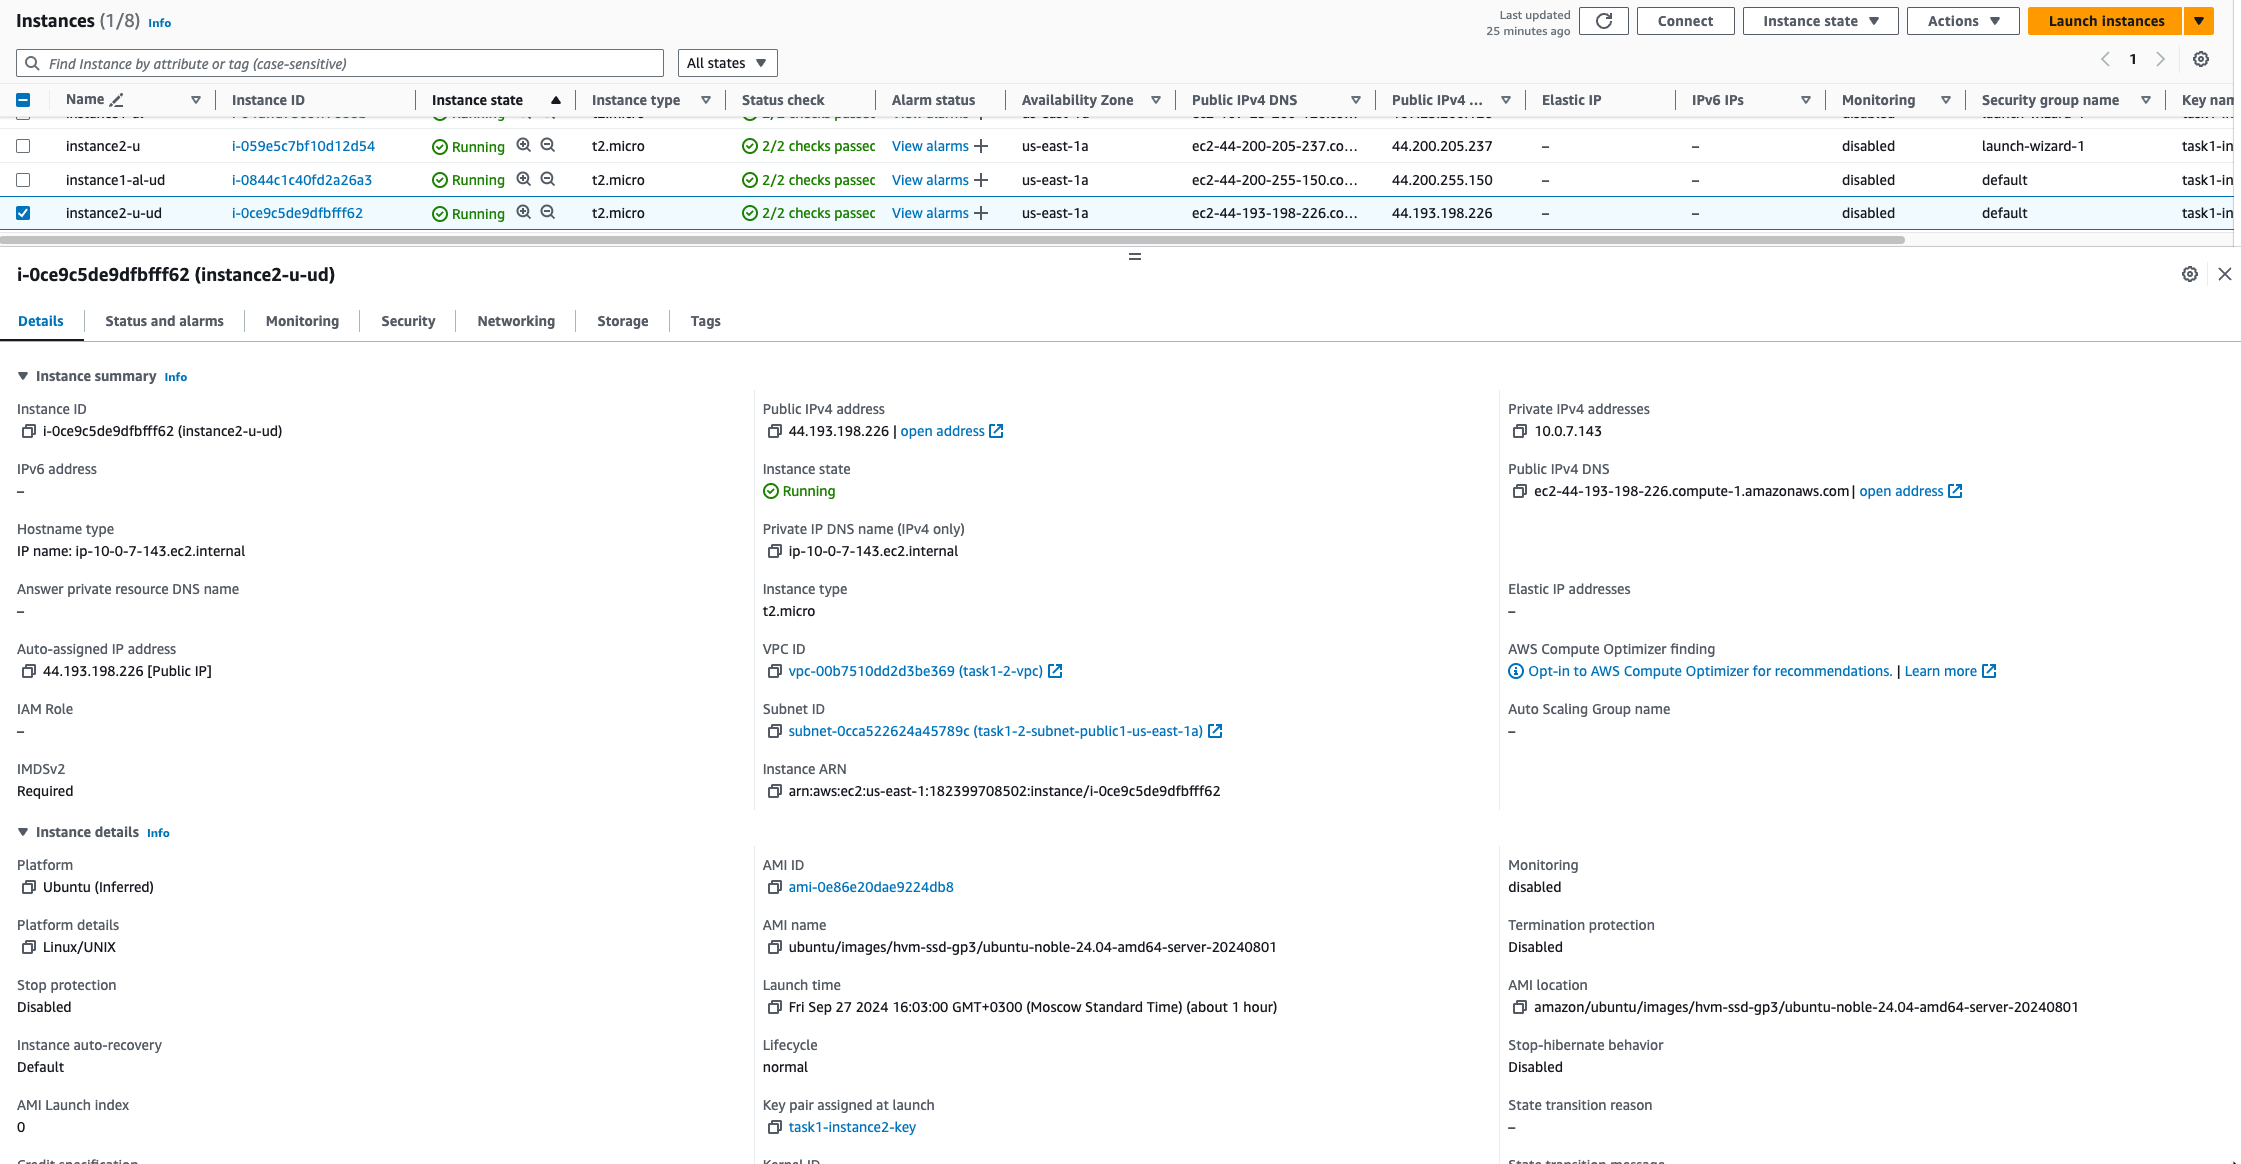 Instances (1/8) Info
Last updated
25 minutes ago
Connect
Instance state
Actions
Launch instances
Find Instance by attribute or tag (case-sensitive)
All states
1
Name Instance ID Instance state Instance type Status check Alarm status Availability Zone Public IPv4 DNS Public IPv4 ... Elastic IP IPv6 IPs Monitoring Security group name Key nam
instance2-u i-059e5c7bf10d12d54 Running t2.micro 2/2 checks passec View alarms + us-east-1a ec2-44-200-205-237.co... 44.200.205.237 – – disabled launch-wizard-1 task1-in
instance1-al-ud i-0844c1c40fd2a26a3 Running t2.micro 2/2 checks passec View alarms + us-east-1a ec2-44-200-255-150.co... 44.200.255.150 – – disabled default task1-in
instance2-u-ud i-0ce9c5de9dfbfff62 Running t2.micro 2/2 checks passec View alarms + us-east-1a ec2-44-193-198-226.co... 44.193.198.226 – – disabled default task1-in
i-0ce9c5de9dfbfff62 (instance2-u-ud)
Details Status and alarms Monitoring Security Networking Storage Tags
Instance summary Info
Instance ID
i-0ce9c5de9dfbfff62 (instance2-u-ud)
Public IPv4 address
44.193.198.226 | open address
Private IPv4 addresses
10.0.7.143
IPv6 address
–
Instance state
Running
Public IPv4 DNS
ec2-44-193-198-226.compute-1.amazonaws.com | open address
Hostname type
IP name: ip-10-0-7-143.ec2.internal
Private IP DNS name (IPv4 only)
ip-10-0-7-143.ec2.internal
Answer private resource DNS name
–
Instance type
t2.micro
Elastic IP addresses
–
Auto-assigned IP address
44.193.198.226 [Public IP]
VPC ID
vpc-00b7510dd2d3be369 (task1-2-vpc)
AWS Compute Optimizer finding
Opt-in to AWS Compute Optimizer for recommendations. | Learn more
IAM Role
–
Subnet ID
subnet-0cca522624a45789c (task1-2-subnet-public1-us-east-1a)
Auto Scaling Group name
–
IMDSv2
Required
Instance ARN
arn:aws:ec2:us-east-1:182399708502:instance/i-0ce9c5de9dfbfff62
Instance details Info
Platform
Ubuntu (Inferred)
AMI ID
ami-0e86e20dae9224db8
Monitoring
disabled
Platform details
Linux/UNIX
AMI name
ubuntu/images/hvm-ssd-gp3/ubuntu-noble-24.04-amd64-server-20240801
Termination protection
Disabled
Stop protection
Disabled
Launch time
Fri Sep 27 2024 16:03:00 GMT+0300 (Moscow Standard Time) (about 1 hour)
AMI location
amazon/ubuntu/images/hvm-ssd-gp3/ubuntu-noble-24.04-amd64-server-20240801
Instance auto-recovery
Default
Lifecycle
normal
Stop-hibernate behavior
Disabled
AMI Launch index
0
Key pair assigned at launch
task1-instance2-key
State transition reason
–
Credit specification
Kernel ID
State transition message